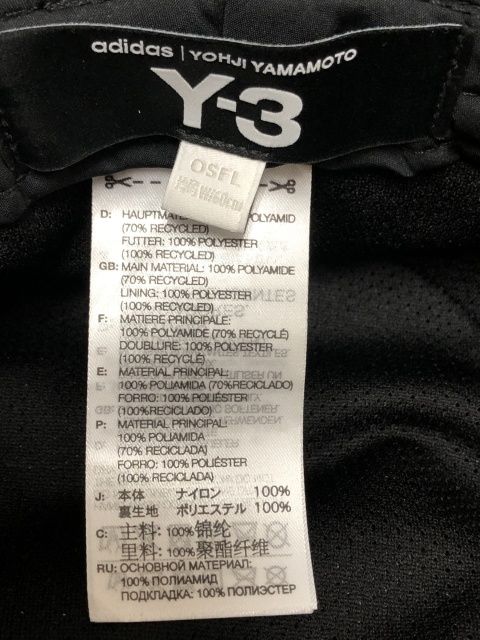 adidas | YOHJI YAMAMOTO
Y-3
OSFL
D: HAUPTMATE POLYAMID
(70% RECYCLED)
FUTTER: 100% POLYESTER
(100% RECYCLED)
GB: MAIN MATERIAL: 100% POLYAMIDE
(70% RECYCLED)
LINING: 100% POLYESTER
(100% RECYCLED)
F: MATIERE PRINCIPALE:
100% POLYAMIDE (70% RECYCLÉ)
DOUBLURE: 100% POLYESTER
(100% RECYCLÉ)
E: MATERIAL PRINCIPAL:
100% POLIAMIDA (70%RECICLADO)
FORRO: 100% POLIÉSTER
(100%RECICLADO)
P: MATERIAL PRINCIPAL:
100% POLIAMIDA
(70% RECICLADA)
FORRO: 100% POLIÉSTER
(100% RECICLADA)
J: 本体 ナイロン 100%
裏生地 ポリエステル 100%
C: 主料: 100%锦纶
里料: 100%聚酯纤维
RU: ОСНОВНОЙ МАТЕРИАЛ:
100% ПОЛИАМИД
ПОДКЛАДКА: 100% ПОЛИЭСТЕР